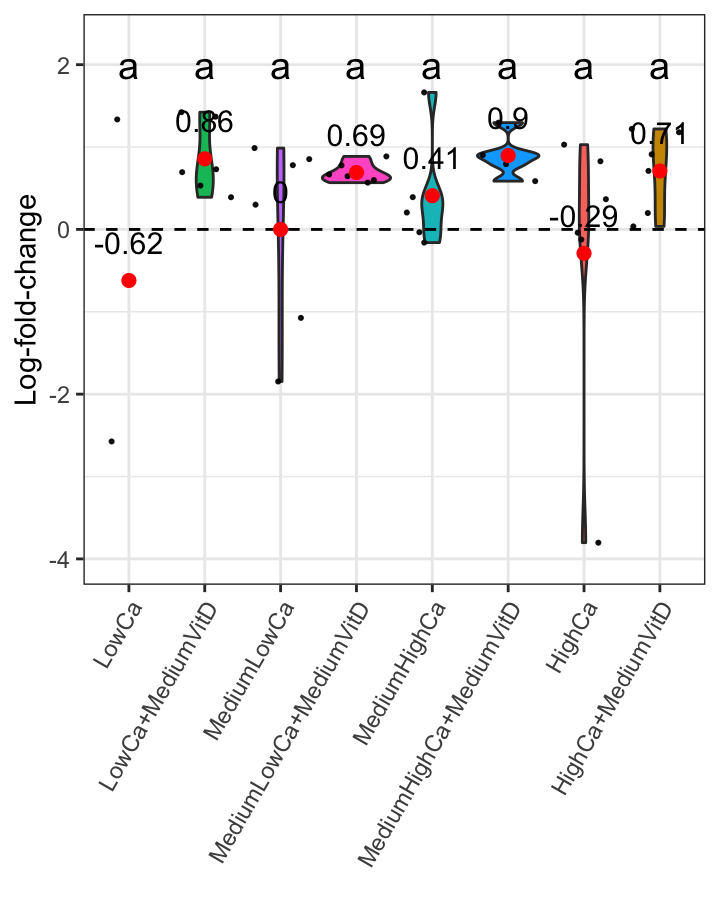 a a a a a a a a
2
0.86
0.9
0.71
0.69
0.41
0
0
-0.62
-0.29
-2
-4
Log-fold-change
LowCa
LowCa+MediumVitD
MediumLowCa
MediumLowCa+MediumVitD
MediumHighCa
MediumHighCa+MediumVitD
HighCa
HighCa+MediumVitD